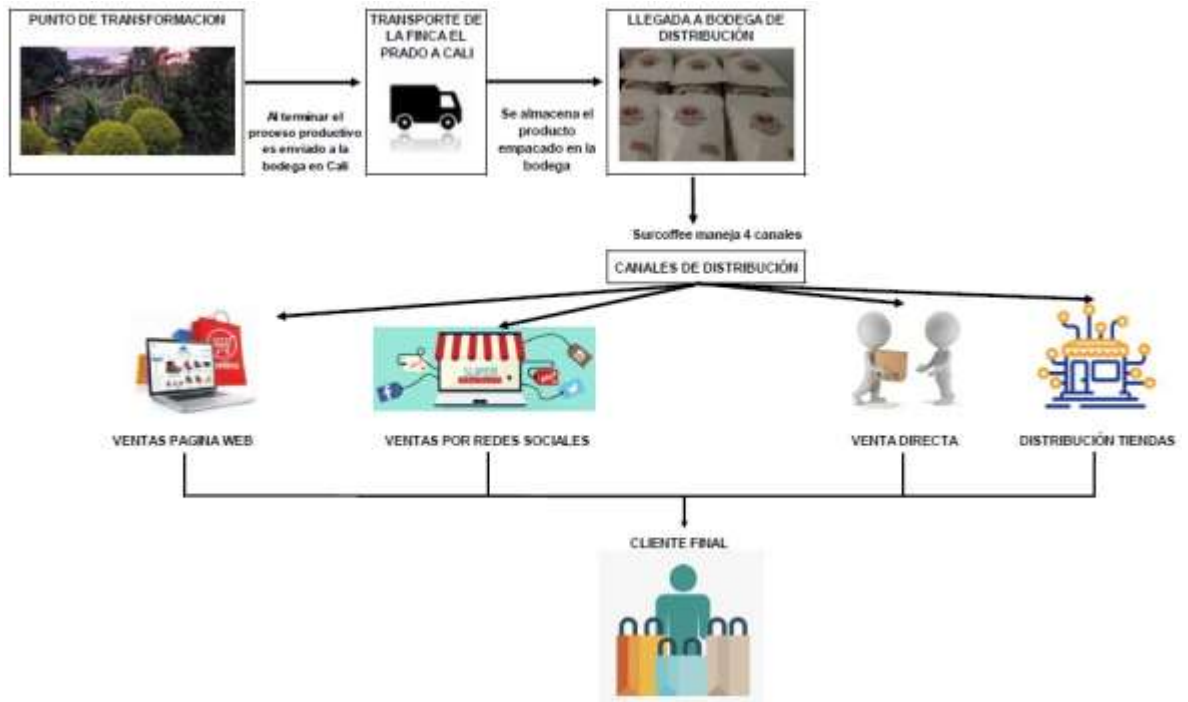 PUNTO DE TRANSFORMACION
TRANSPORTE DE
LA FINCA EL
PRADO A CALI
LLEGADA A BODEGA DE
DISTRIBUCIÓN
Al terminar el
proceso productivo
es enviado a la
bodega en Cali
Se almacena el
producto
empacado en la
bodega
Surcoffee maneja 4 canales
CANALES DE DISTRIBUCIÓN
SUPER
VENTAS PAGINA WEB
VENTAS POR REDES SOCIALES
VENTA DIRECTA
DISTRIBUCIÓN TIENDAS
CLIENTE FINAL